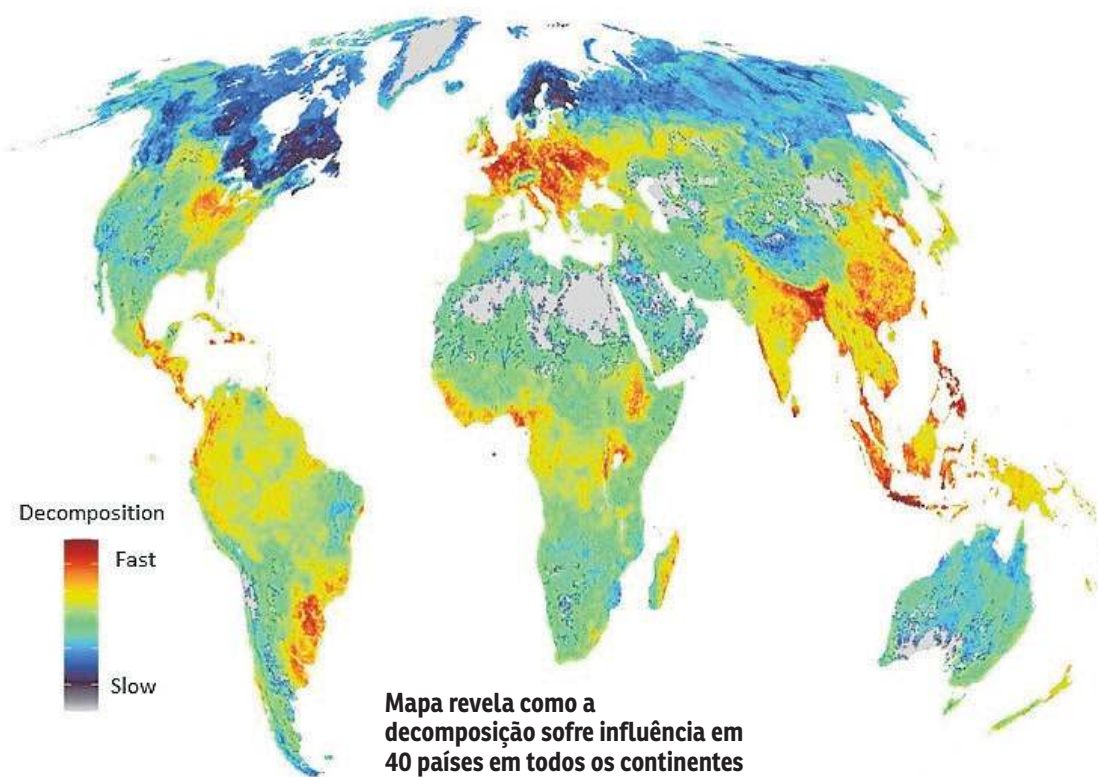 Decomposition
Fast
Slow
Mapa revela como a
decomposição sofre influência em
40 países em todos os continentes